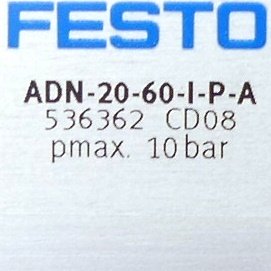 FESTO
ADN-20-60-I-P-A
536362 CD08
pmax. 10 bar